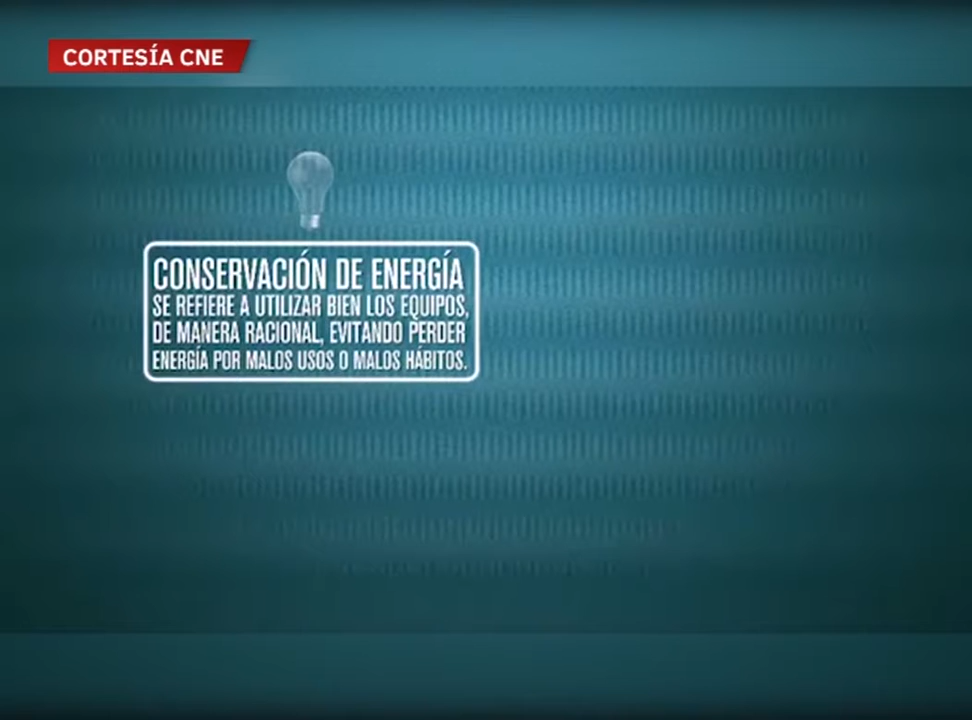 CORTESÍA CNE
CONSERVACIÓN DE ENERGÍA
SE REFIERE A UTILIZAR BIEN LOS EQUIPOS,
DE MANERA RACIONAL, EVITANDO PERDER
ENERGÍA POR MALOS USOS O MALOS HÁBITOS.